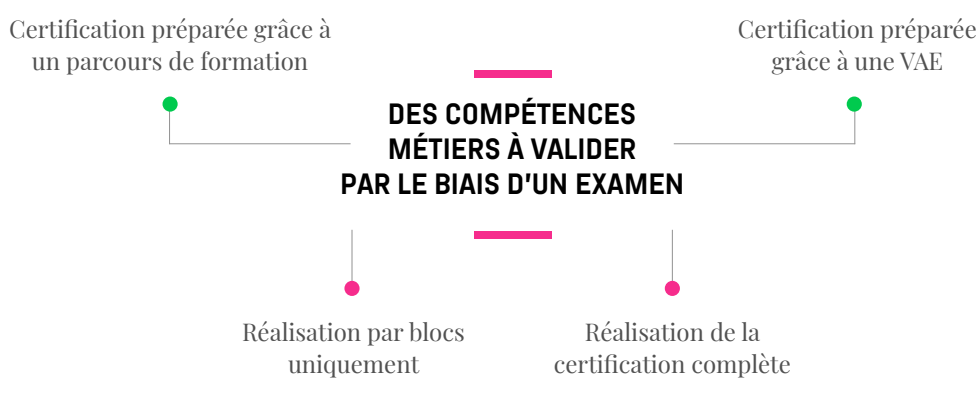 Certification préparée grâce à
un parcours de formation
Certification préparée
grâce à une VAE
DES COMPÉTENCES
MÉTIERS À VALIDER
PAR LE BIAIS D'UN EXAMEN
Réalisation par blocs
uniquement
Réalisation de la
certification complète